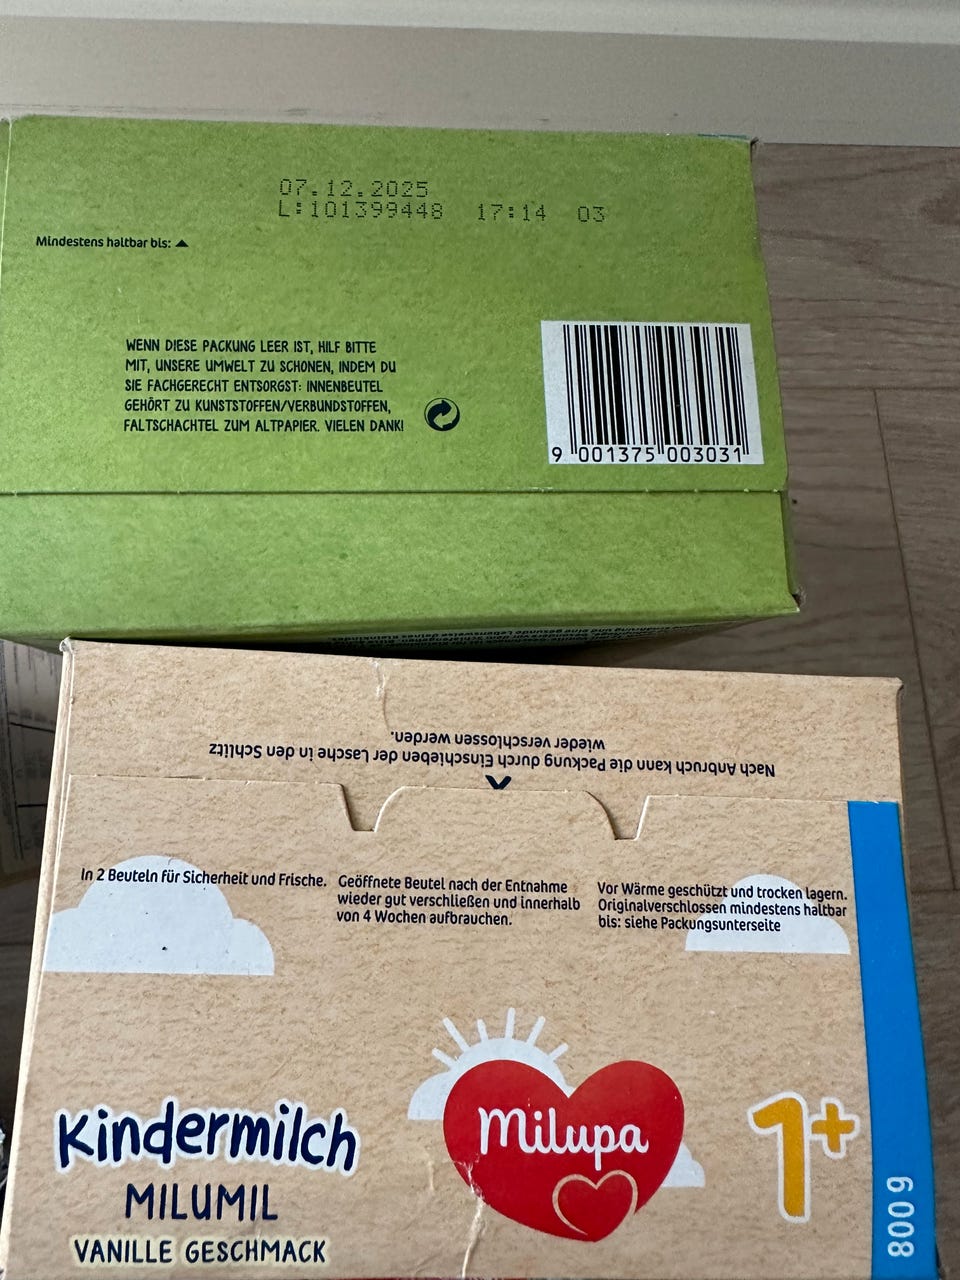 07.12.2025
L:101399448 17:14 03
Mindestens haltbar bis:
WENN DIESE PACKUNG LEER IST, HILF BITTE
MIT, UNSERE UMWELT ZU SCHONEN, INDEM DU
SIE FACHGERECHT ENTSORGST: INNENBEUTEL
GEHÖRT ZU KUNSTSTOFFEN/VERBUNDSTOFFEN,
FALTSCHACHTEL ZUM ALTPAPIER. VIELEN DANK!
9 001375 003031
Nach Anbruch kann die Packung durch Einschieben der Lasche in den Schlitz
wieder verschlossen werden.
In 2 Beuteln für Sicherheit und Frische.
Geöffnete Beutel nach der Entnahme
wieder gut verschließen und innerhalb
von 4 Wochen aufbrauchen.
Vor Wärme geschützt und trocken lagern.
Originalverschlossen mindestens haltbar
bis: siehe Packungsunterseite
Kindermilch
MILUMIL
VANILLE GESCHMACK
Milupa
1+
600g